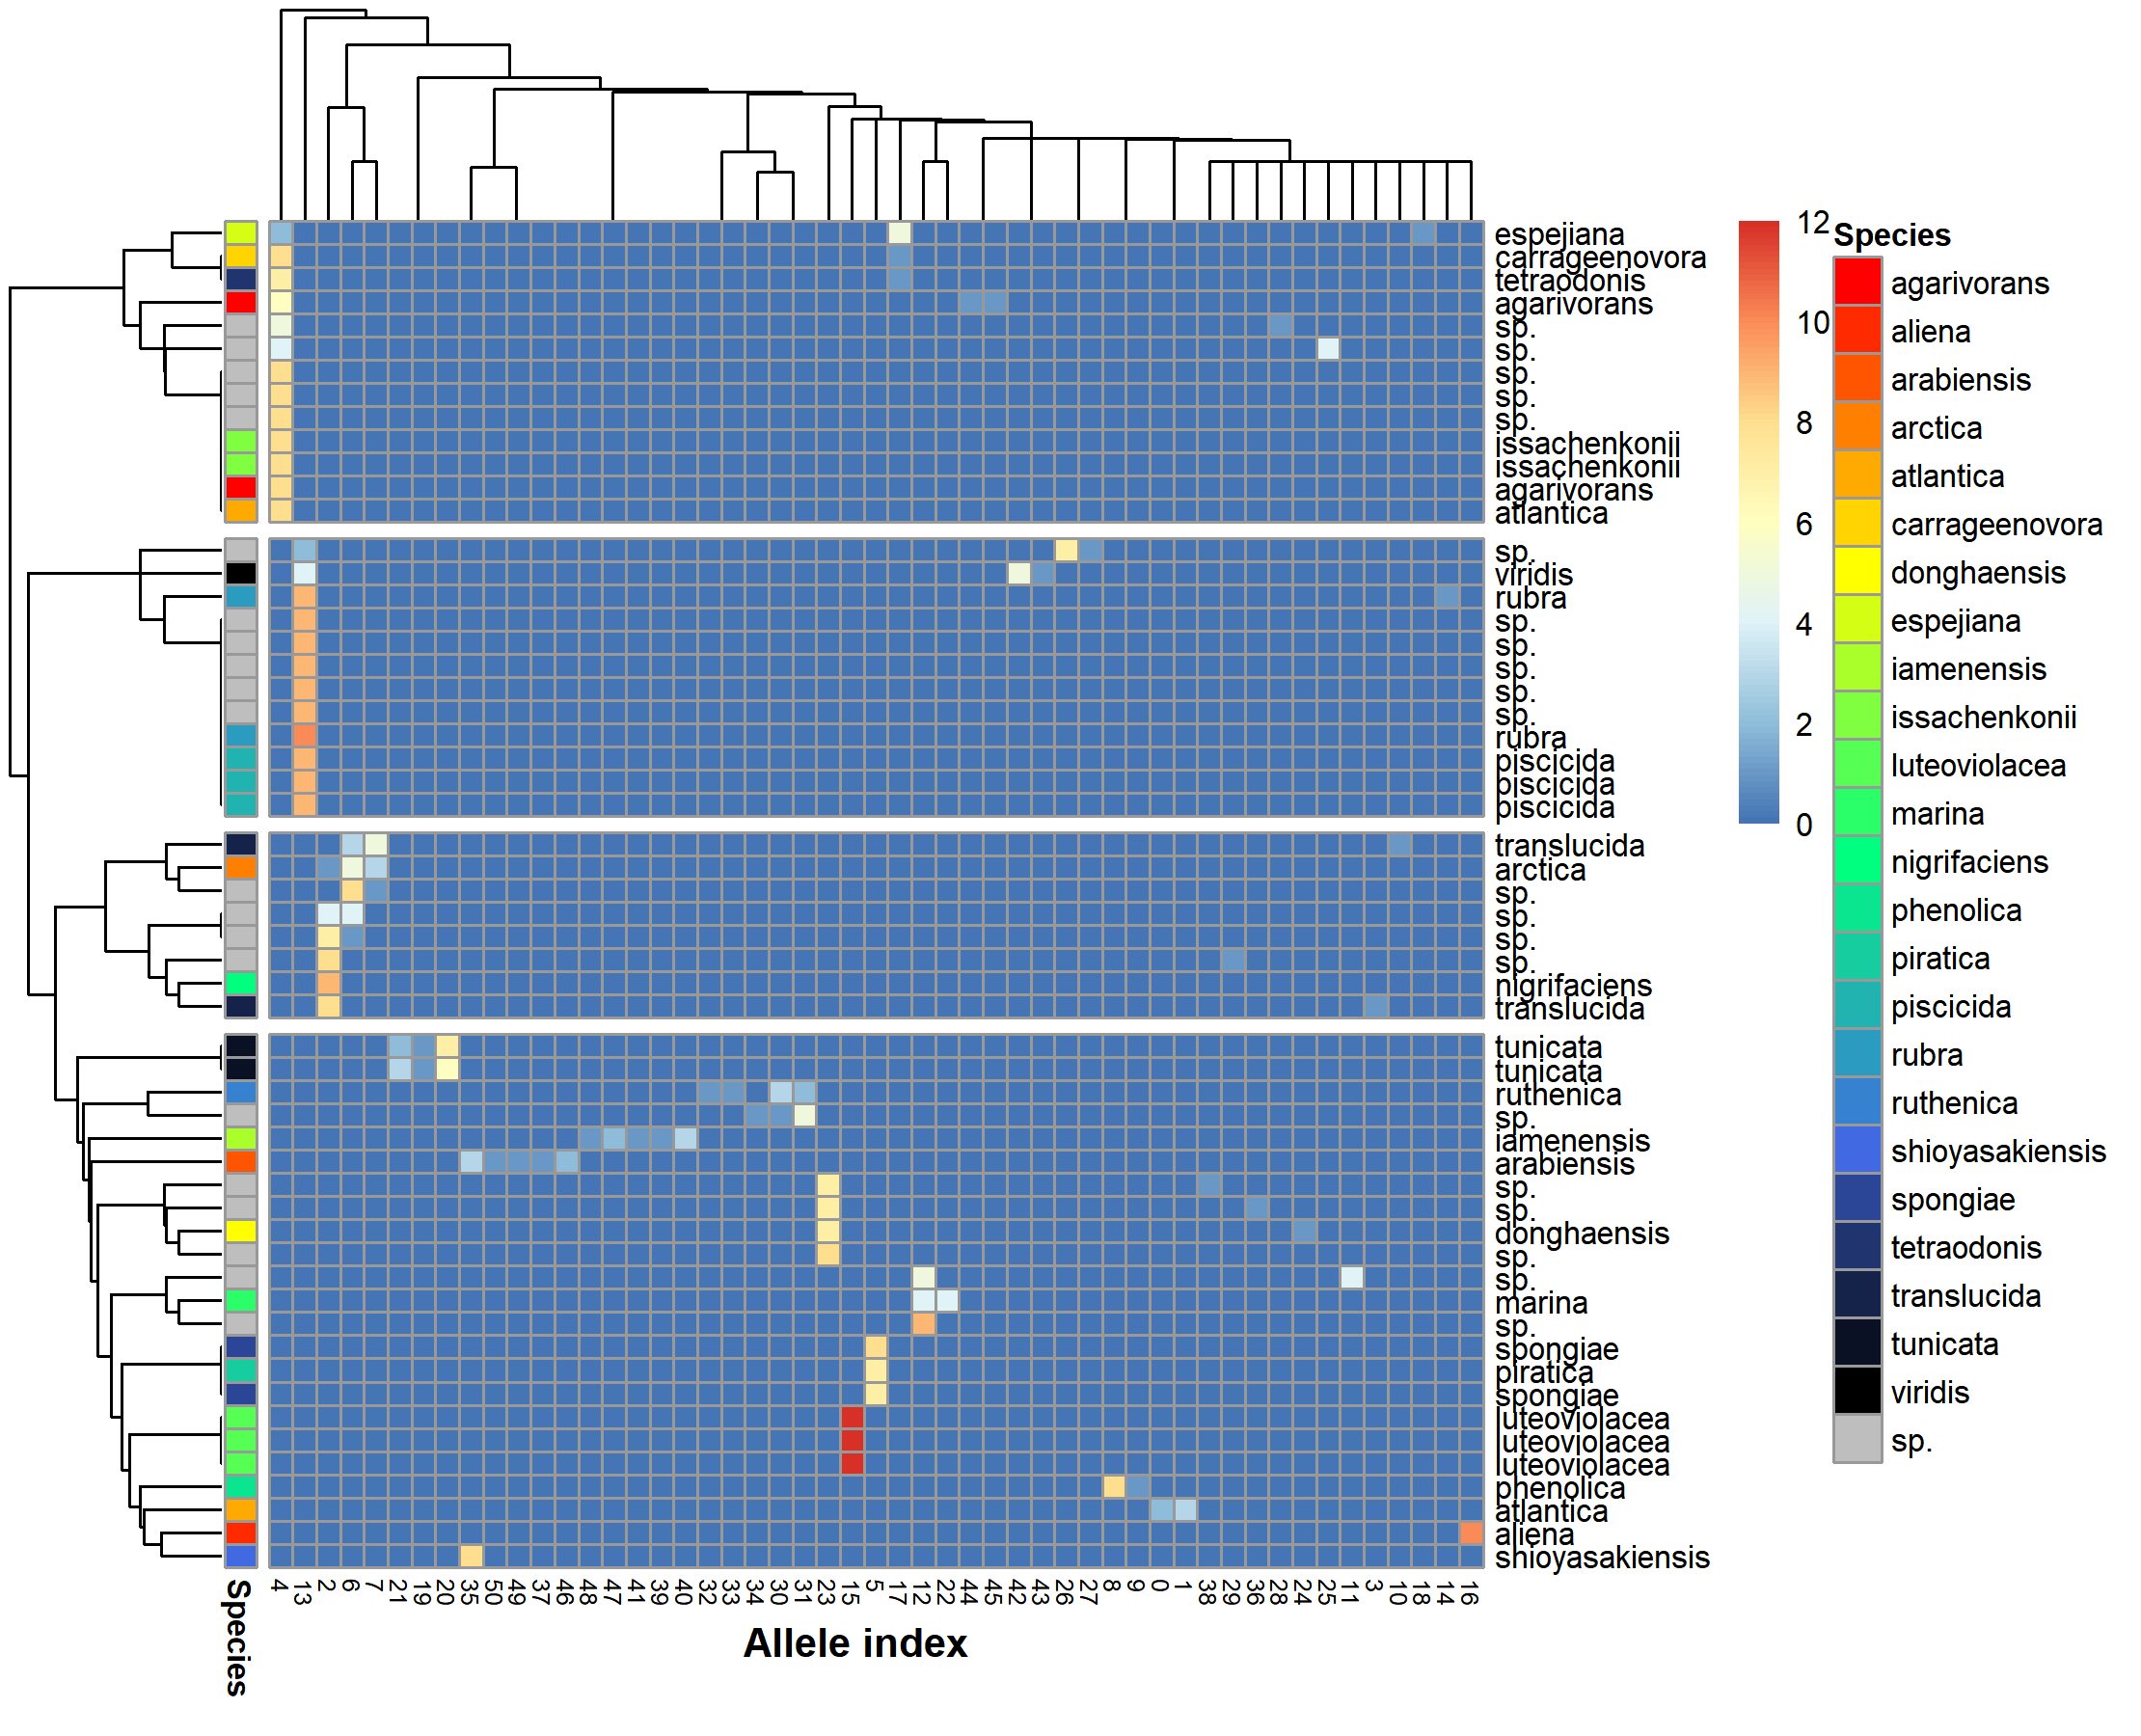 espejiana
carrageenovora
tetraodonis
agarivorans
sp.
sp.
sp.
sp.
sp.
issachenkonii
issachenkonii
agarivorans
atlantica
sp.
viridis
rubra
sp.
sp.
sp.
sp.
sp.
rubra
piscicida
piscicida
piscicida
translucida
arctica
sp.
sp.
sp.
sp.
nigrifaciens
translucida
tunicata
tunicata
ruthenica
sp.
iamenensis
arabiensis
sp.
sp.
donghaensis
sp.
sp.
marina
sp.
spongiae
piratica
spongiae
luteoviolacea
luteoviolacea
luteoviolacea
phenolica
atlantica
aliena
shioyasakiensis
12
10
8
6
4
2
0
Species
agarivorans
aliena
arabiensis
arctica
atlantica
carrageenovora
donghaensis
espejiana
iamenensis
issachenkonii
luteoviolacea
marina
nigrifaciens
phenolica
piratica
piscicida
rubra
ruthenica
shioyasakiensis
spongiae
tetraodonis
translucida
tunicata
viridis
sp.
Species
4 13 2 6 7 21 19 20 35 50 49 37 46 48 47 41 39 40 32 33 34 30 31 23 15 5 17 12 22 44 45 42 43 26 27 8 9 0 1 38 29 36 28 24 25 11 3 10 18 14 16
Allele index